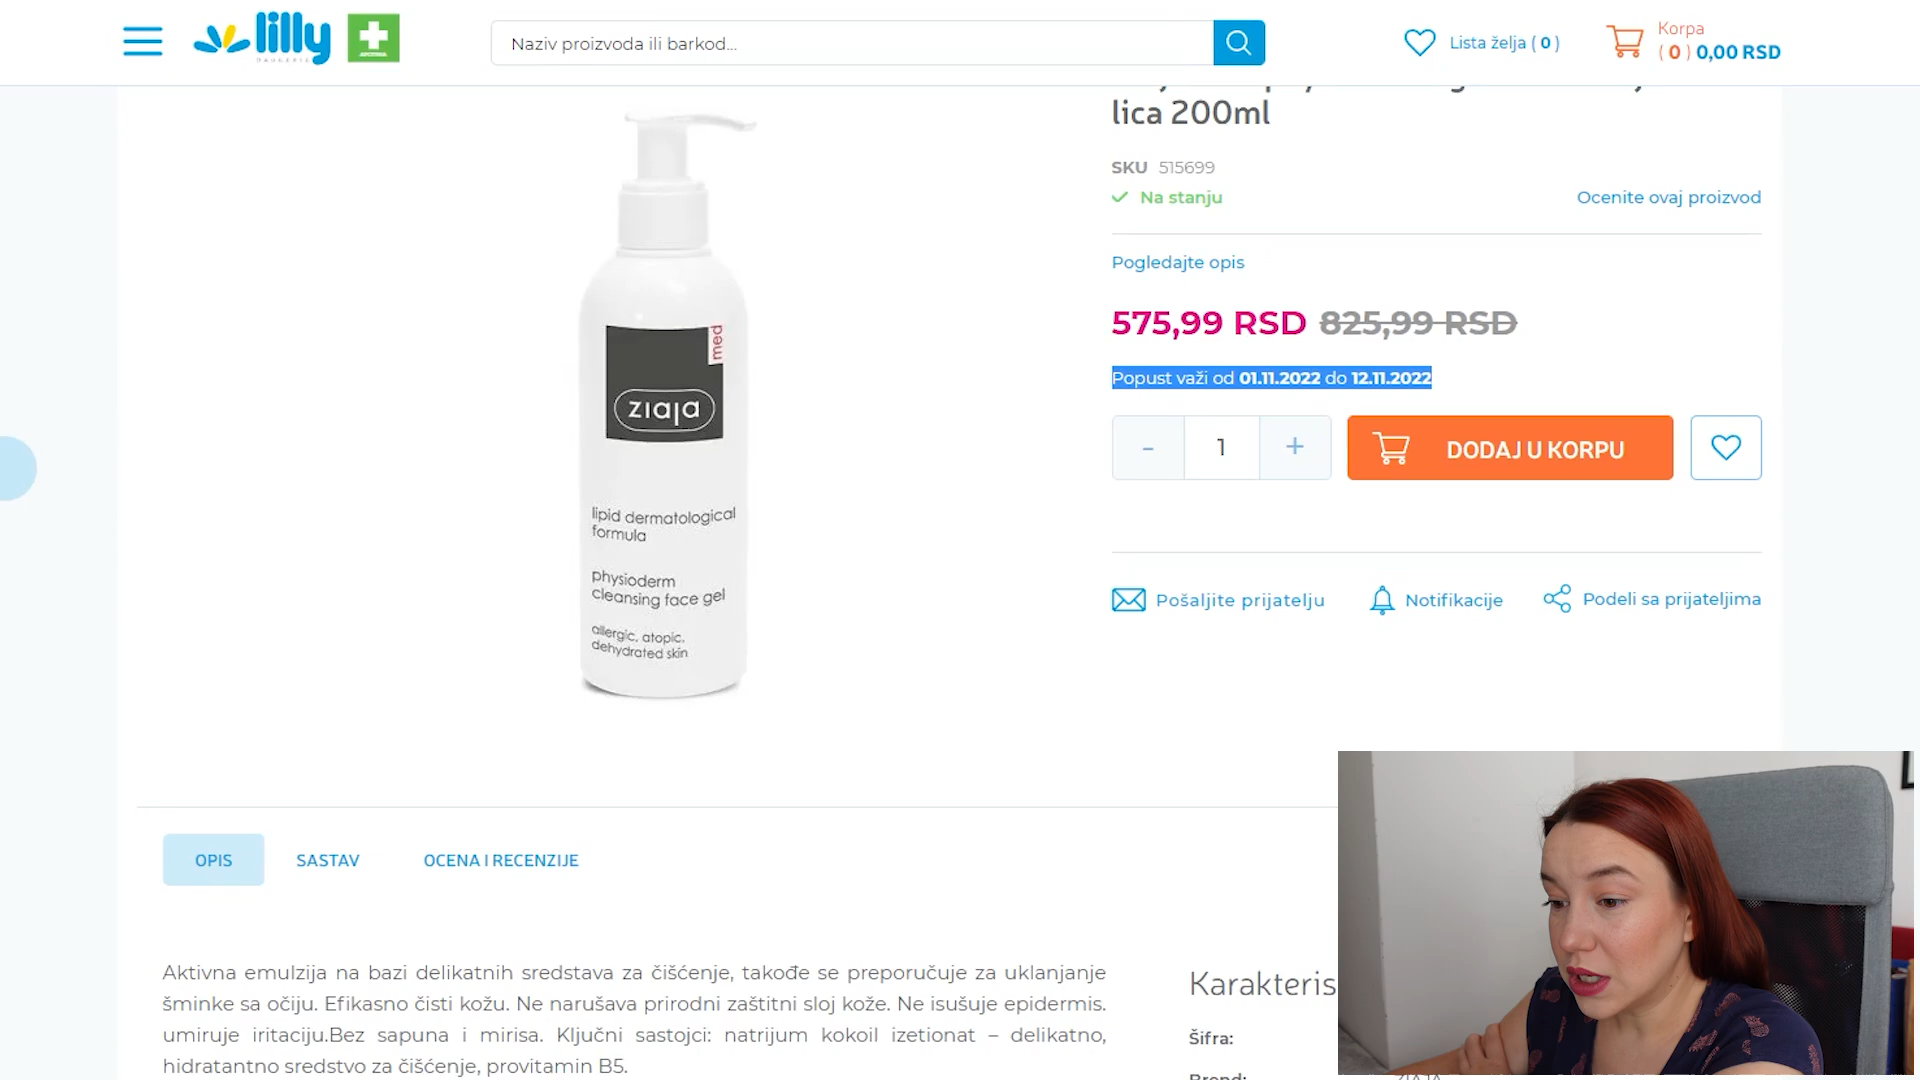 lilly
Naziv proizvoda ili barkod...
Lista želja ( 0 )
Korpa
( 0 ) 0,00 RSD
lica 200ml
SKU 515699
Na stanju
Ocenite ovaj proizvod
Pogledajte opis
575,99 RSD 825,99 RSD
Popust važi od 01.11.2022 do 12.11.2022
- 1 +
DODAJ U KORPU
Pošaljite prijatelju
Notifikacije
Podeli sa prijateljima
med
ziaja
lipid dermatological
formula
physioderm
cleansing face gel
allergic, atopic,
dehydrated skin
OPIS
SASTAV
OCENA I RECENZIJE
Aktivna emulzija na bazi delikatnih sredstava za čišćenje, takođe se preporučuje za uklanjanje
šminke sa očiju. Efikasno čisti kožu. Ne narušava prirodni zaštitni sloj kože. Ne isušuje epidermis.
umiruje iritaciju.Bez sapuna i mirisa. Ključni sastojci: natrijum kokoil izetionat – delikatno,
hidratantno sredstvo za čišćenje, provitamin B5.
Karakteris
Šifra:
Brend: